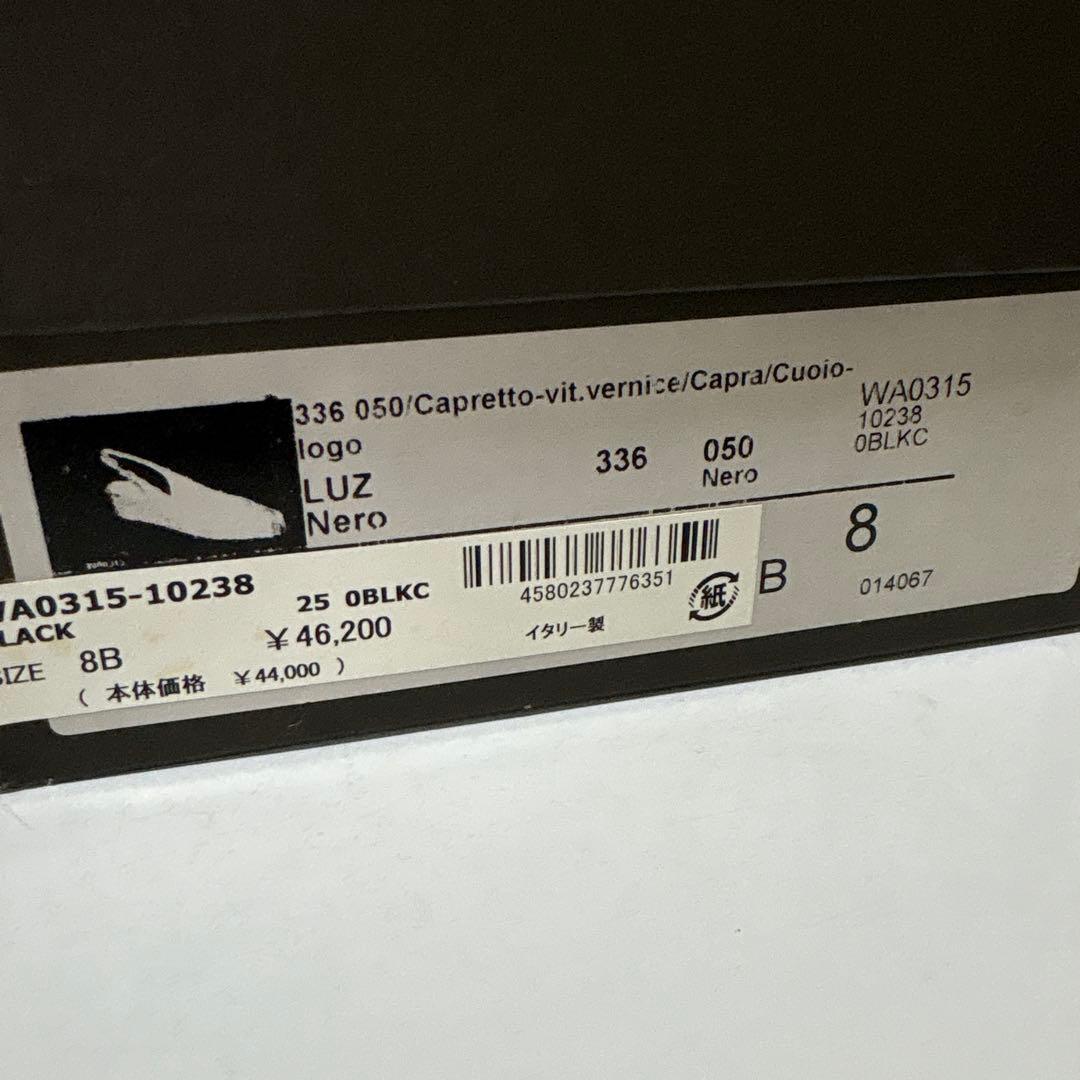 336 050/Capretto-vit.vernice/Capra/Cuoio-
logo
LUZ
Nero
336
050
Nero
WA0315
10238
0BLKC
B
8
014067
WA0315-10238
LACK
25 0BLKC
SIZE 8B
¥46,200
( 本体価格 ¥44,000 )
4580237776351
イタリー製
紙